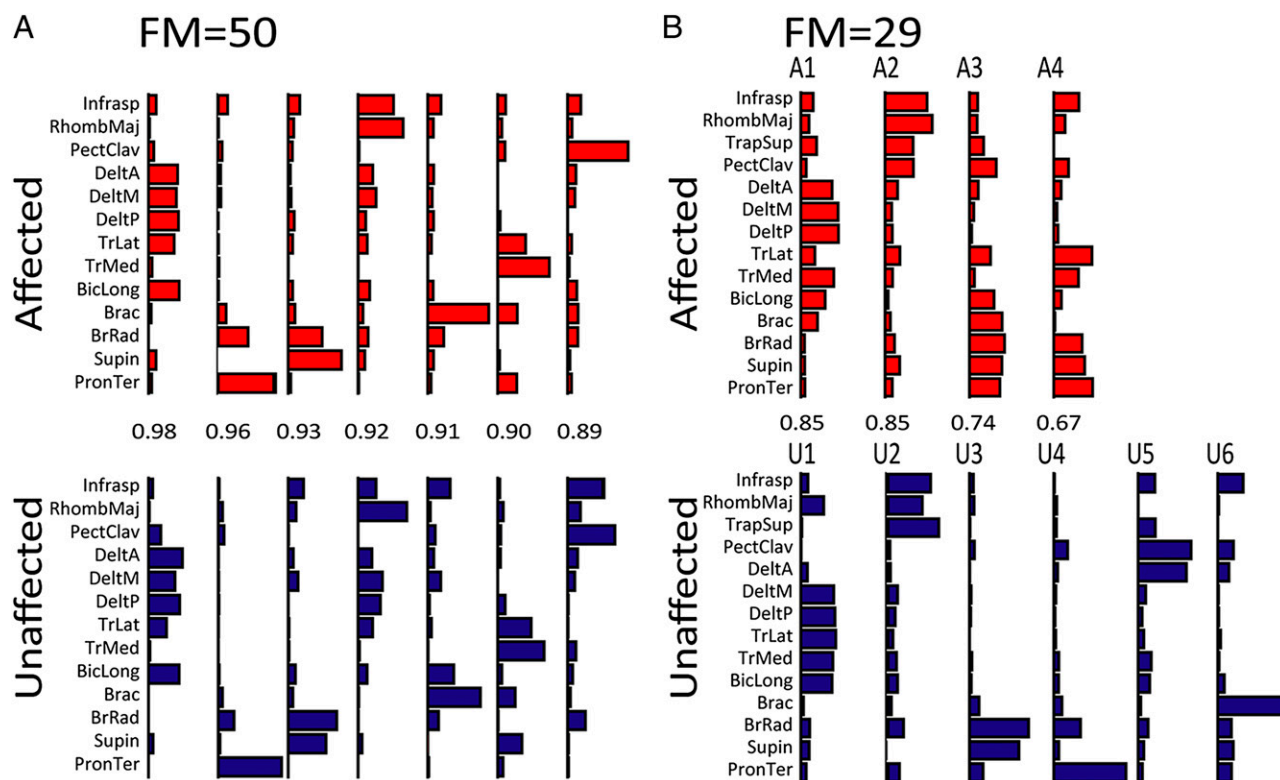 A
FM=50
Affected
Infrasp
RhombMaj
PectClav
DeltA
DeltM
DeltP
TrLat
TrMed
BicLong
Brac
BrRad
Supin
PronTer
0.98 0.96 0.93 0.92 0.91 0.90 0.89
Unaffected
Infrasp
RhombMaj
PectClav
DeltA
DeltM
DeltP
TrLat
TrMed
BicLong
Brac
BrRad
Supin
PronTer
B
FM=29
A1 A2 A3 A4
Affected
Infrasp
RhombMaj
TrapSup
PectClav
DeltA
DeltM
DeltP
TrLat
TrMed
BicLong
Brac
BrRad
Supin
PronTer
0.85 0.85 0.74 0.67
U1 U2 U3 U4 U5 U6
Unaffected
Infrasp
RhombMaj
TrapSup
PectClav
DeltA
DeltM
DeltP
TrLat
TrMed
BicLong
Brac
BrRad
Supin
PronTer